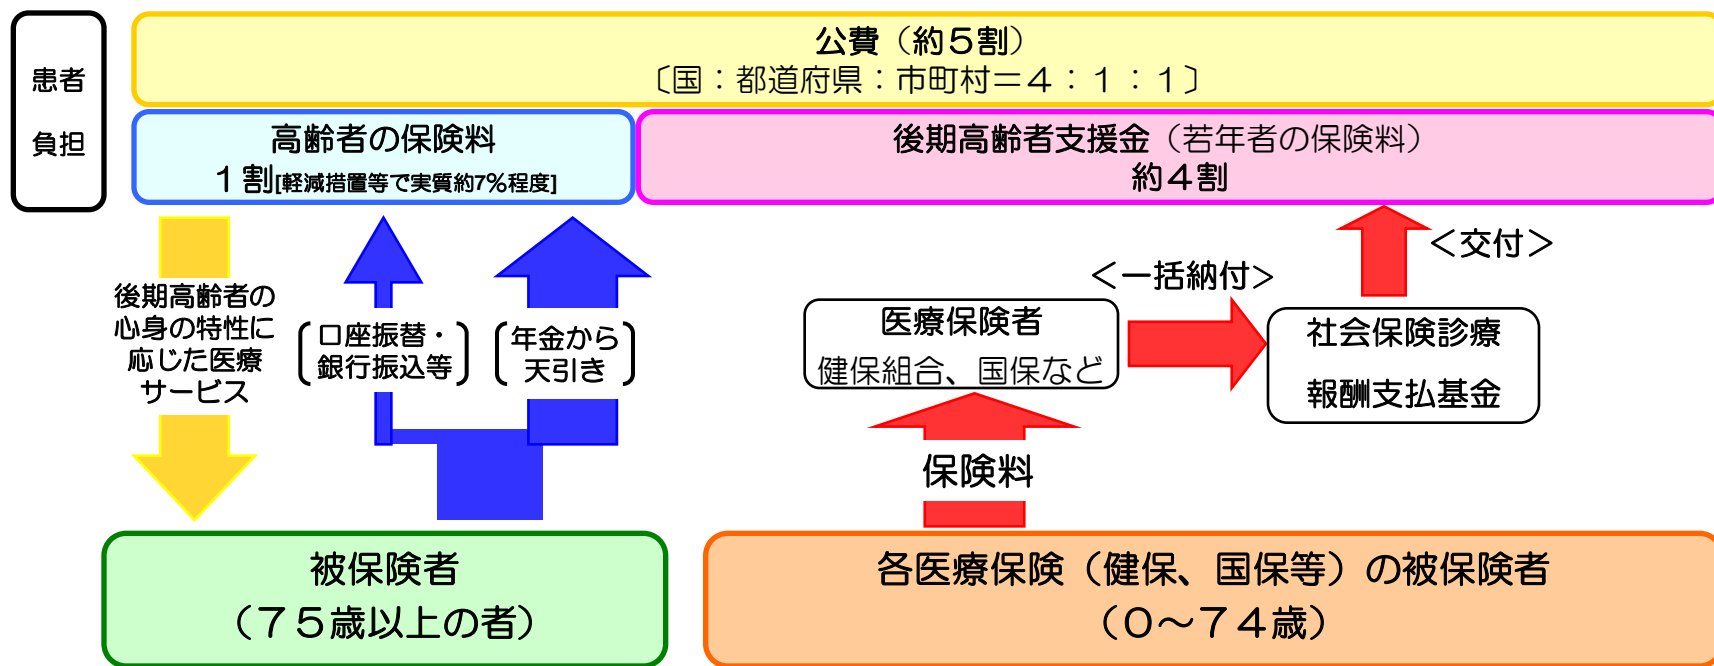 患者
負担
公費（約５割）
〔国：都道府県：市町村＝４：１：１〕
高齢者の保険料
１割[軽減措置等で実質約7%程度]
後期高齢者支援金（若年者の保険料）
約４割
後期高齢者の
心身の特性に
応じた医療
サービス
口座振替・
銀行振込等
年金から
天引き
＜一括納付>
＜交付＞
医療保険者
健保組合、国保など
社会保険診療
報酬支払基金
保険料
被保険者
（７５歳以上の者）
各医療保険（健保、国保等）の被保険者
（０～７４歳）